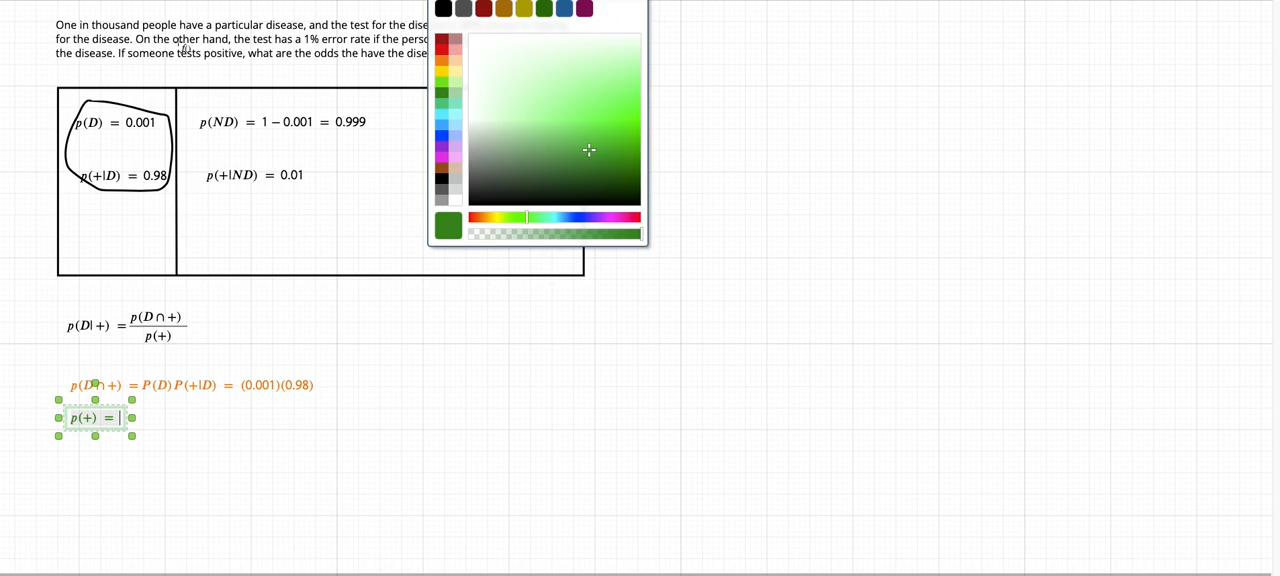 One in thousand people have a particular disease, and the test for the dise
for the disease. On the other hand, the test has a 1% error rate if the perso
the disease. If someone tests positive, what are the odds the have the dise
p(D) = 0.001
p(ND) = 1 − 0.001 = 0.999
p(+|D) = 0.98
p(+|ND) = 0.01
p(D|+) = p(D∩+) / p(+)
p(D∩+) = P(D)P(+|D) = (0.001)(0.98)
p(+) =